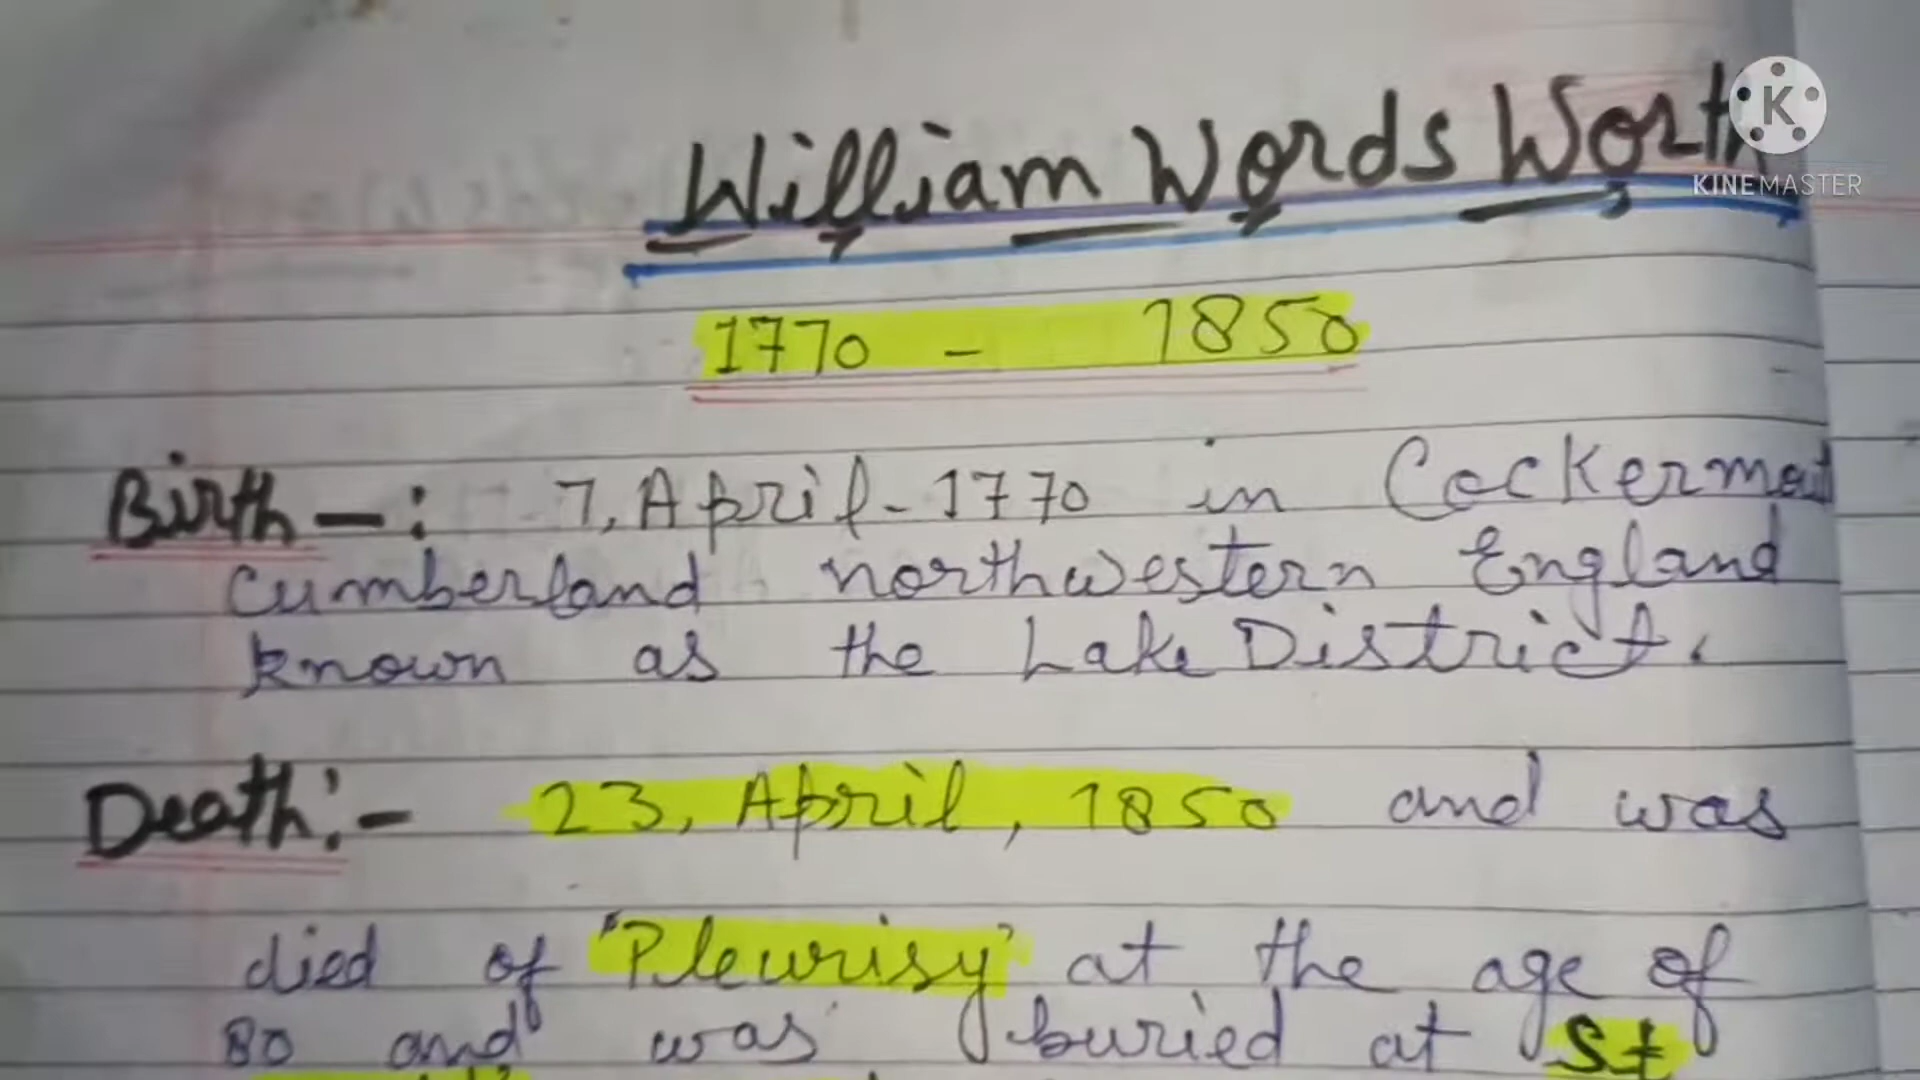 William Words Worth
KINEMASTER
1770 - 1850
Birth -: 7, April - 1770 in Cockermout
Cumberland northwestern England
known as the Lake District.
Death :- 23, April, 1850 and was
died of "Pleurisy" at the age of
80 and was buried at St